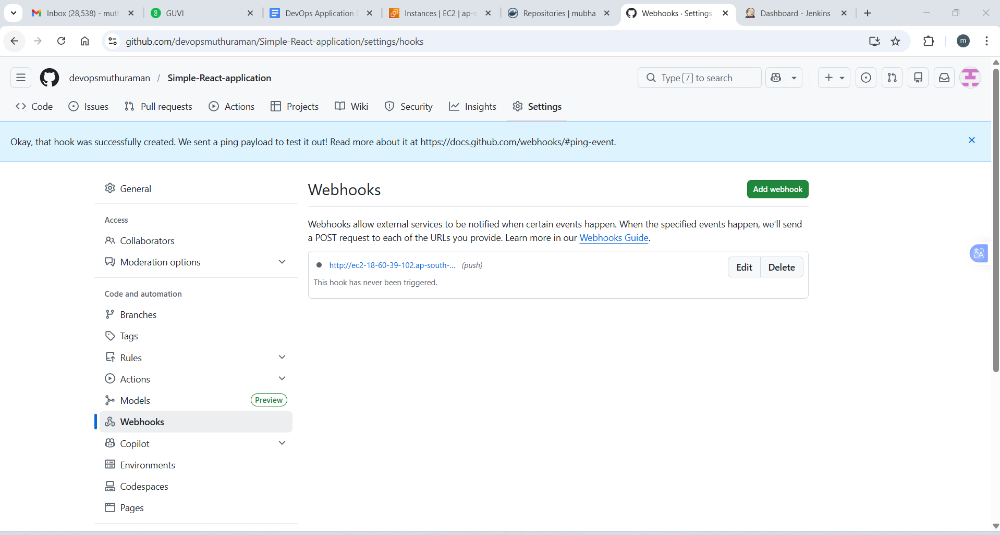 Inbox (28,538) - muth
GUVI
DevOps Application D
Instances | EC2 | ap-s
Repositories | mubha
Webhooks · Settings
Dashboard - Jenkins
github.com/devopsmuthuraman/Simple-React-application/settings/hooks
m
devopsmuthuraman / Simple-React-application
Type / to search
Code Issues Pull requests Actions Projects Wiki Security Insights Settings
Okay, that hook was successfully created. We sent a ping payload to test it out! Read more about it at https://docs.github.com/webhooks/#ping-event.
General
Access
Collaborators
Moderation options
Code and automation
Branches
Tags
Rules
Actions
Models Preview
Webhooks
Copilot
Environments
Codespaces
Pages
Webhooks
Add webhook
Webhooks allow external services to be notified when certain events happen. When the specified events happen, we'll send
a POST request to each of the URLs you provide. Learn more in our Webhooks Guide.
http://ec2-18-60-39-102.ap-south-... (push)
Edit Delete
This hook has never been triggered.